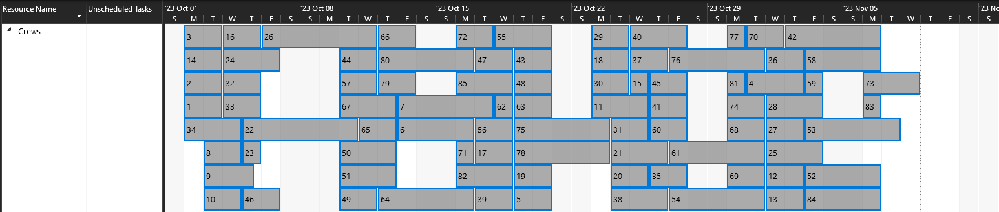 Resource Name Unscheduled Tasks '23 Oct 01 '23 Oct 08 '23 Oct 15 '23 Oct 22 '23 Oct 29 '23 Nov 05 '23 No
S M T W T F S S M T W T F S S M T W T F S S M T W T F S S M T W T F S S M T W T F S S
Crews
3 16 26 66 72 55 29 40 77 70 42
14 24 44 80 47 43 18 37 76 36 58
2 32 57 79 85 48 30 15 45 81 4 59 73
1 33 67 7 62 63 11 41 74 28 83
34 22 65 6 56 75 31 60 68 27 53
8 23 50 71 17 78 21 61 25
9 51 82 19 20 35 69 12 52
10 46 49 64 39 5 38 54 13 84